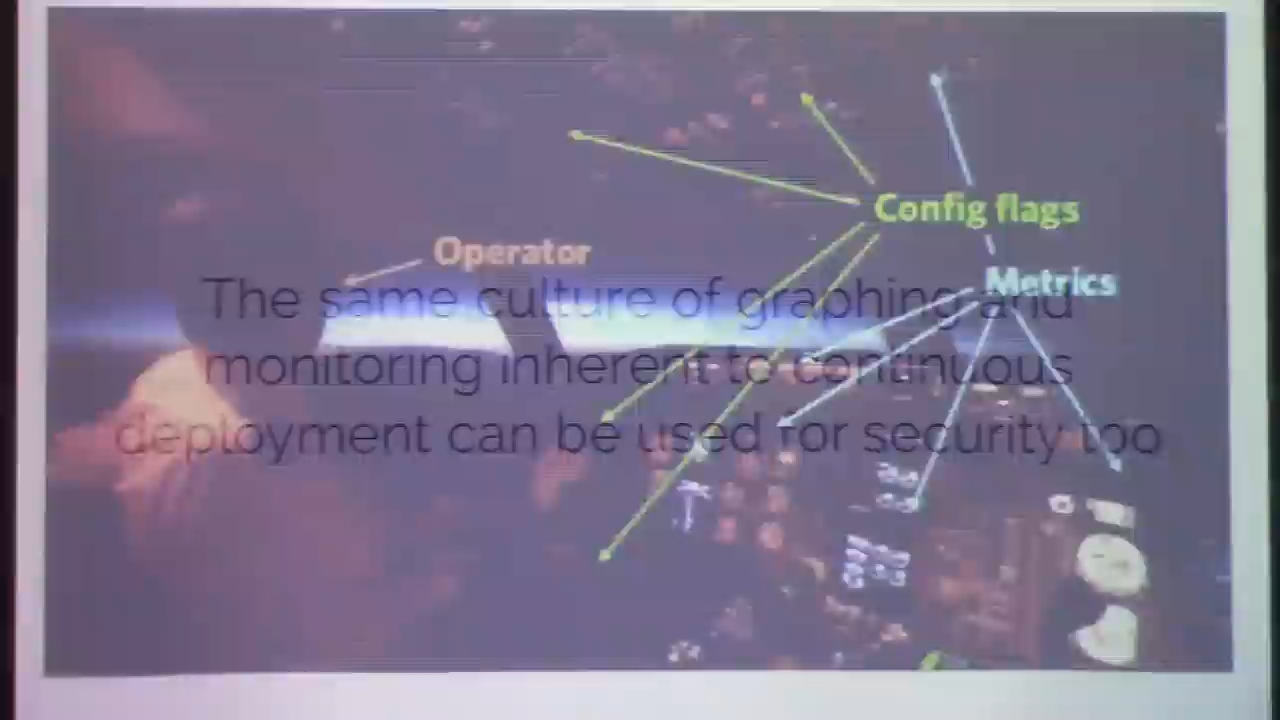 Config flags
Operator
Metrics
The same culture of graphing and
monitoring inherent to continuous
deployment can be used for security too